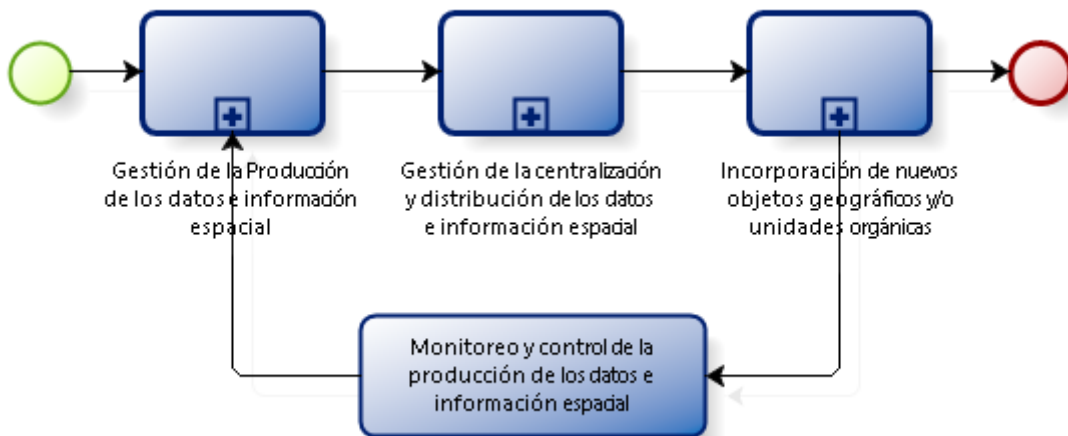 Gestión de la Producción
de los datos e información
espacial
Gestión de la centralización
y distribución de los datos
e información espacial
Incorporación de nuevos
objetos geográficos y/o
unidades orgánicas
Monitoreo y control de la
producción de los datos e
información espacial